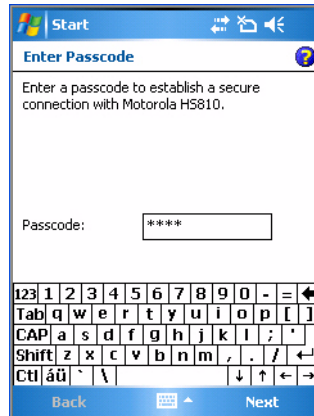 Start
Enter Passcode
Enter a passcode to establish a secure
connection with Motorola HS810.
Passcode: ****
123 1 2 3 4 5 6 7 8 9 0 - =
Tab q w e r t y u i o p [ ]
CAP a s d f g h j k l ; '
Shift z x c v b n m , . /
Ctl áü ` \ ↓ ↑ ← →
Back Next